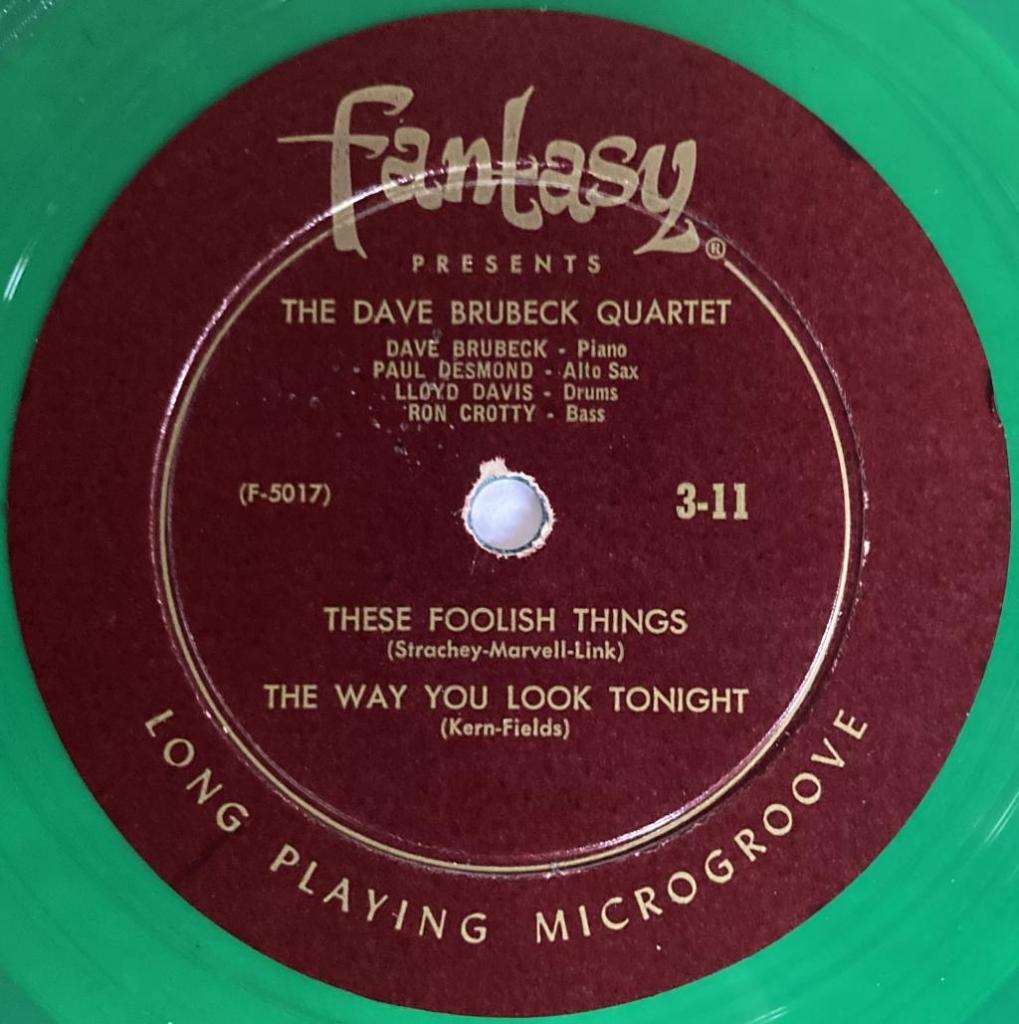 Fantasy®
PRESENTS
THE DAVE BRUBECK QUARTET
DAVE BRUBECK - Piano
PAUL DESMOND - Alto Sax
LLOYD DAVIS - Drums
RON CROTTY - Bass
(F-5017) 3-11
THESE FOOLISH THINGS
(Strachey-Marvell-Link)
THE WAY YOU LOOK TONIGHT
(Kern-Fields)
LONG PLAYING MICROGROOVE